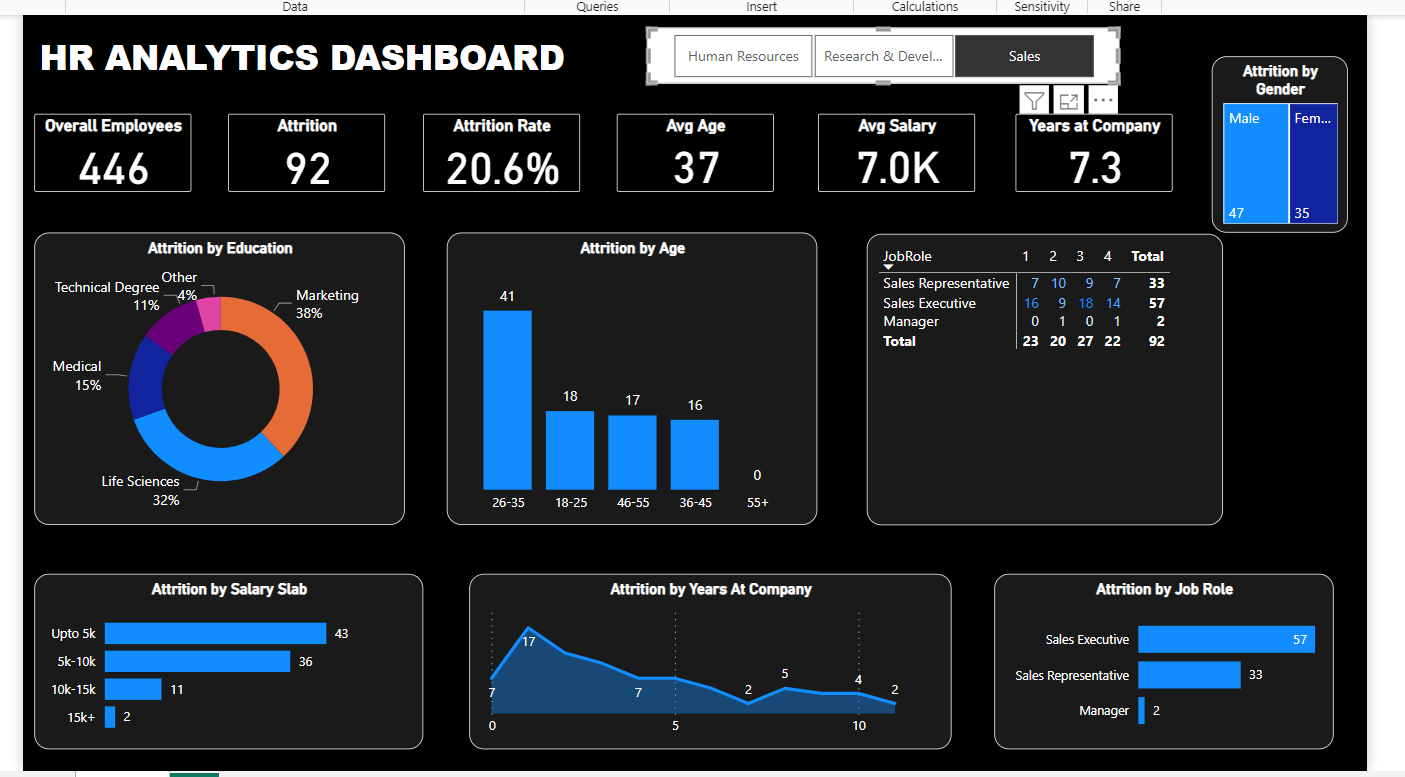 Data
Queries
Insert
Calculations
Sensitivity
Share
HR ANALYTICS DASHBOARD
Human Resources
Research & Devel...
Sales
Attrition by
Gender
Male
Fem...
47
35
Overall Employees
446
Attrition
92
Attrition Rate
20.6%
Avg Age
37
Avg Salary
7.0K
Years at Company
7.3
Attrition by Education
Other
4%
Technical Degree
11%
Marketing
38%
Medical
15%
Life Sciences
32%
Attrition by Age
41
18
17
16
0
26-35
18-25
46-55
36-45
55+
JobRole 1 2 3 4 Total
Sales Representative 7 10 9 7 33
Sales Executive 16 9 18 14 57
Manager 0 1 0 1 2
Total 23 20 27 22 92
Attrition by Salary Slab
Upto 5k 43
5k-10k 36
10k-15k 11
15k+ 2
Attrition by Years At Company
7
17
7
2
5
4
2
0
5
10
Attrition by Job Role
Sales Executive 57
Sales Representative 33
Manager 2